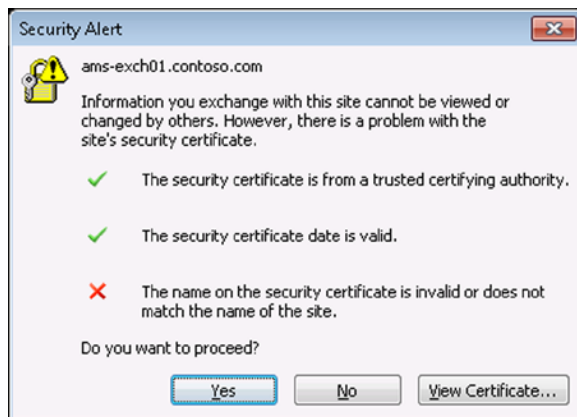 Security Alert
ams-exch01.contoso.com
Information you exchange with this site cannot be viewed or
changed by others. However, there is a problem with the
site's security certificate.
The security certificate is from a trusted certifying authority.
The security certificate date is valid.
The name on the security certificate is invalid or does not
match the name of the site.
Do you want to proceed?
Yes No View Certificate...